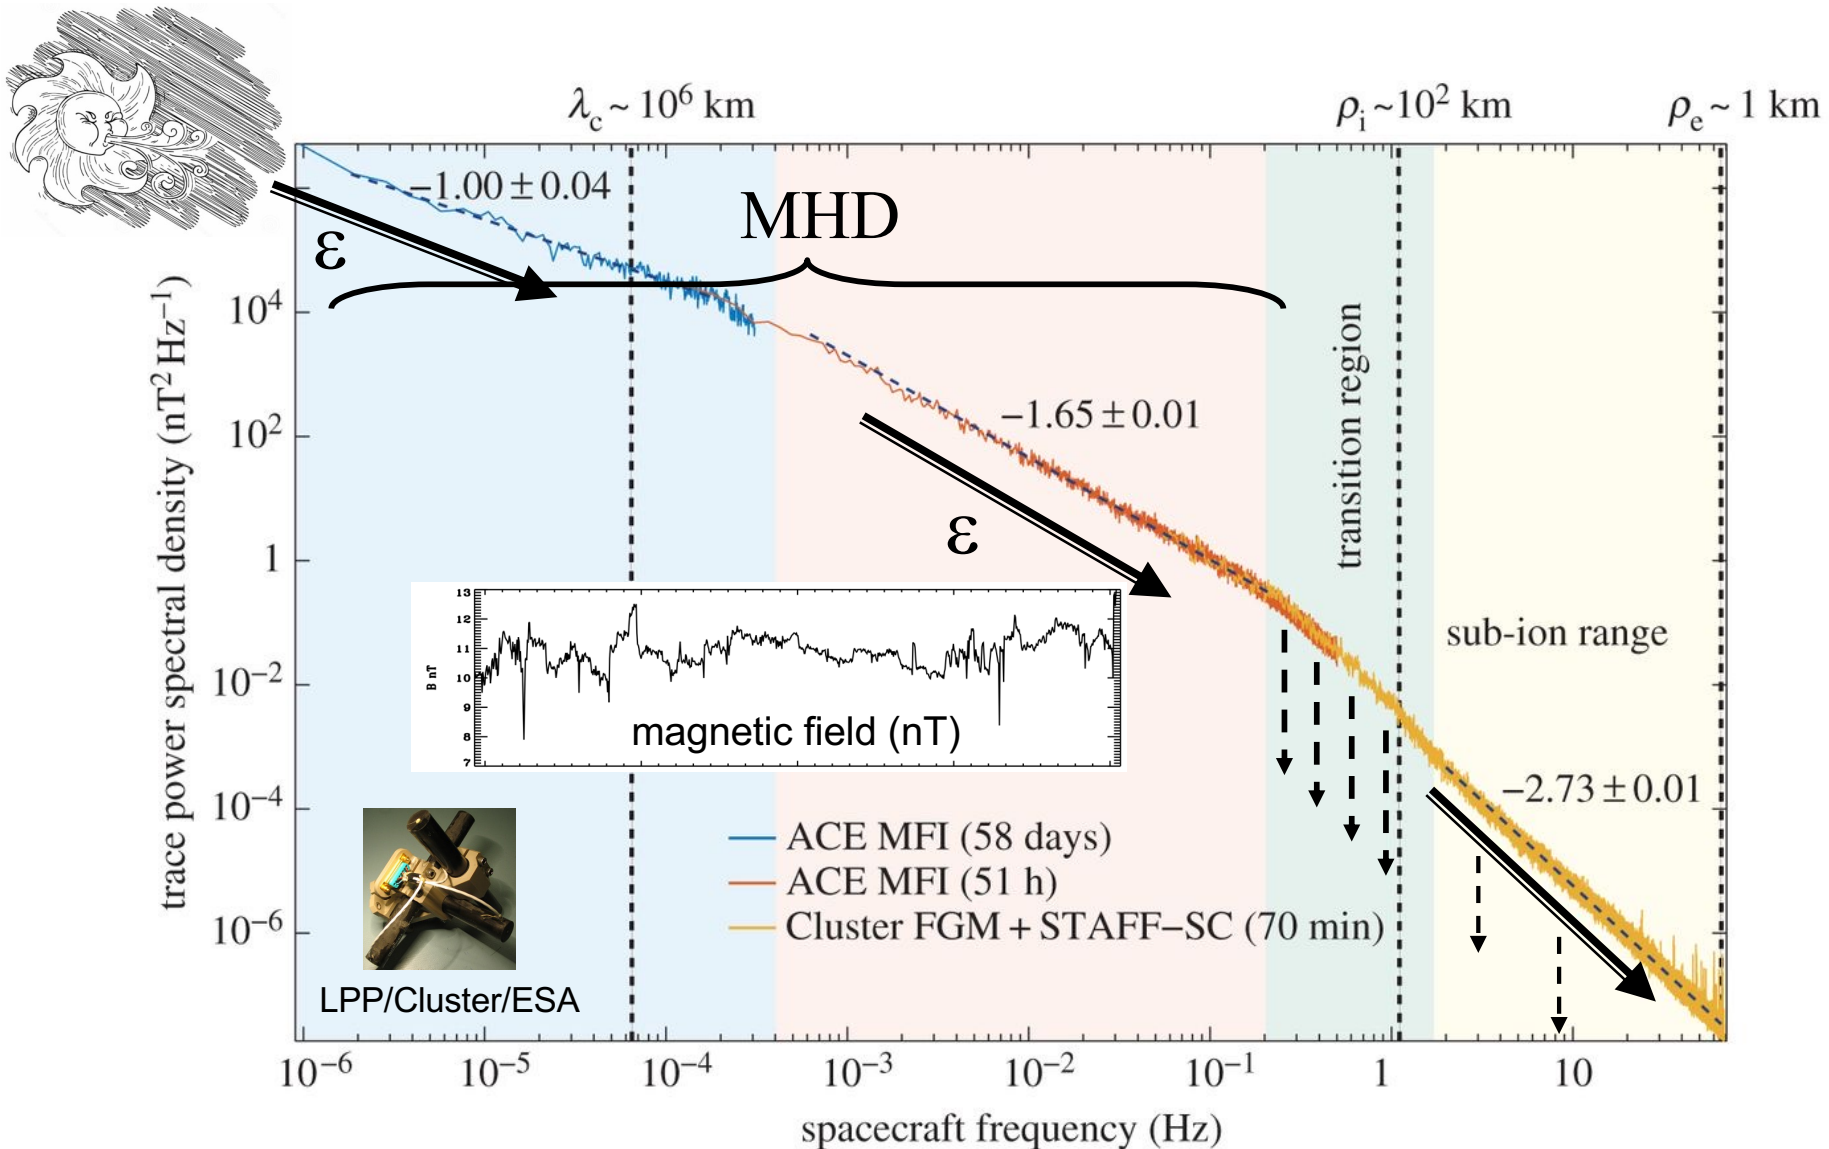 λc ~ 10⁶ km
ρi ~ 10² km
ρe ~ 1 km
−1.00 ± 0.04
MHD
ε
10⁴
10²
1
10⁻²
10⁻⁴
10⁻⁶
trace power spectral density (nT² Hz⁻¹)
−1.65 ± 0.01
transition region
ε
sub-ion range
−2.73 ± 0.01
13
12
11
10
9
8
7
B nT
magnetic field (nT)
ACE MFI (58 days)
ACE MFI (51 h)
Cluster FGM + STAFF−SC (70 min)
LPP/Cluster/ESA
10⁻⁶ 10⁻⁵ 10⁻⁴ 10⁻³ 10⁻² 10⁻¹ 1 10
spacecraft frequency (Hz)